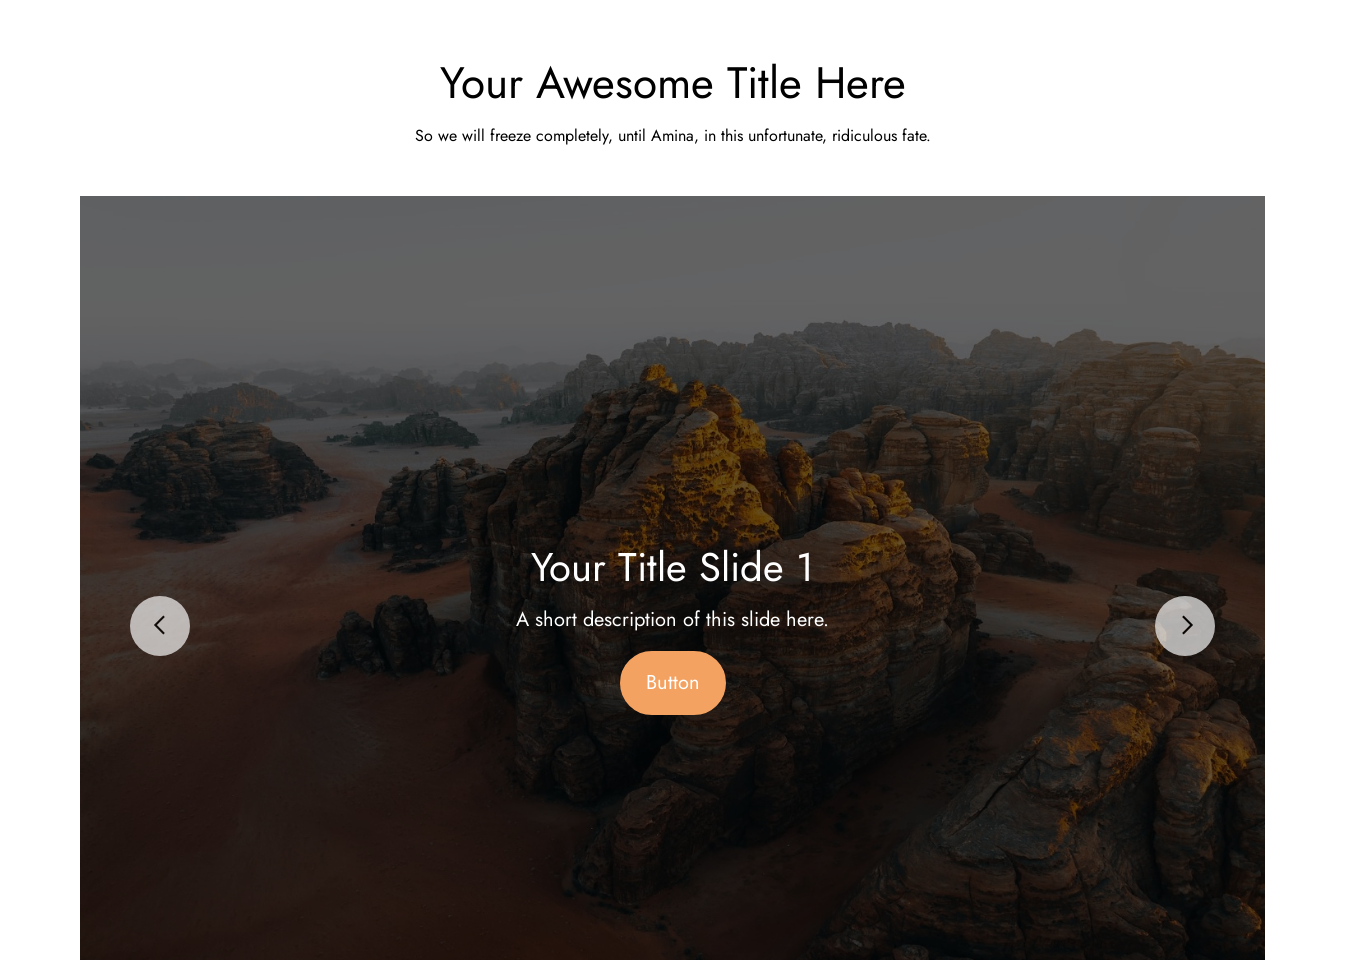 Your Awesome Title Here
So we will freeze completely, until Amina, in this unfortunate, ridiculous fate.
Your Title Slide 1
A short description of this slide here.
Button